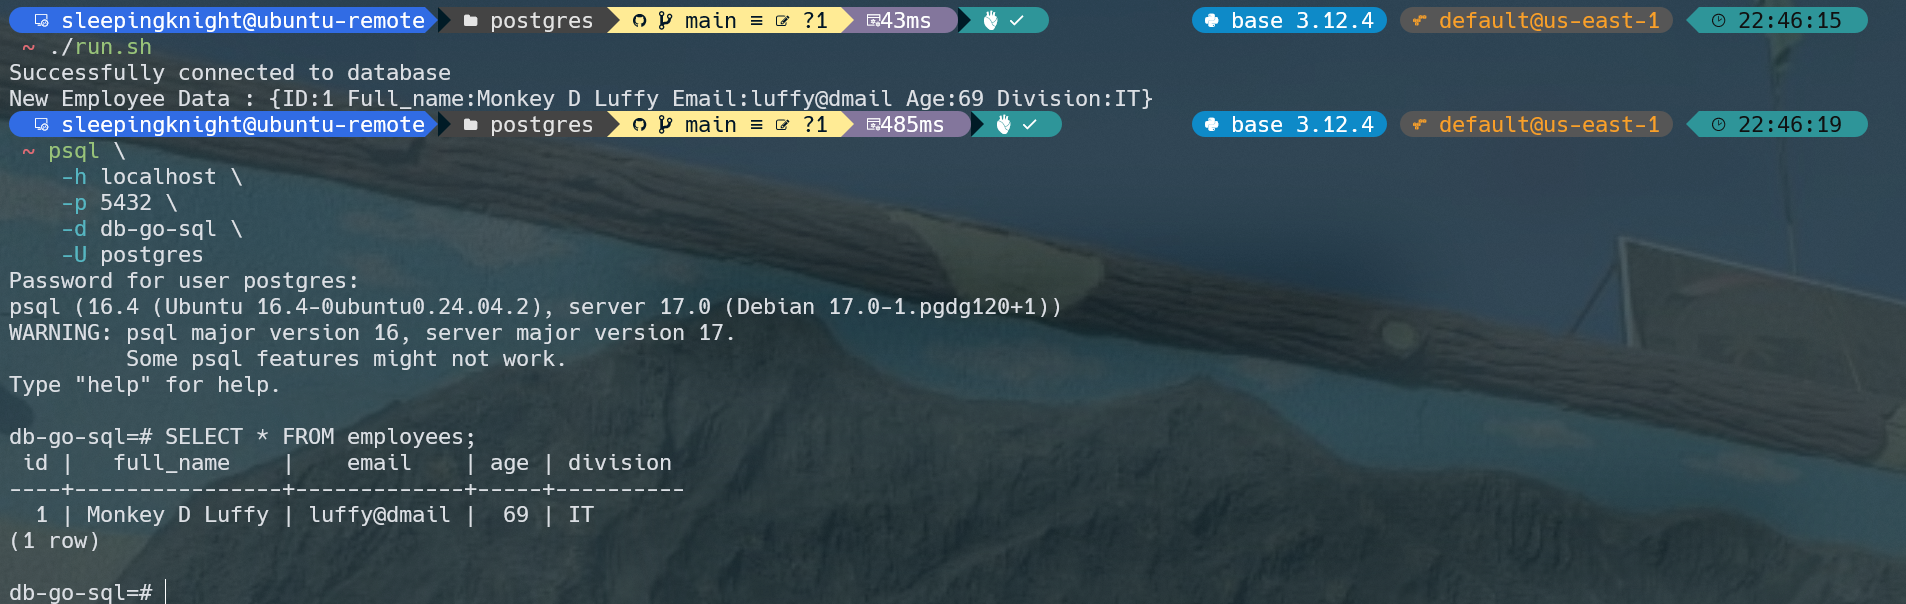 sleepingknight@ubuntu-remote postgres main ≡ ?1 43ms ✓ base 3.12.4 default@us-east-1 22:46:15
~ ./run.sh
Successfully connected to database
New Employee Data : {ID:1 Full_name:Monkey D Luffy Email:luffy@dmail Age:69 Division:IT}
sleepingknight@ubuntu-remote postgres main ≡ ?1 485ms ✓ base 3.12.4 default@us-east-1 22:46:19
~ psql \
-h localhost \
-p 5432 \
-d db-go-sql \
-U postgres
Password for user postgres:
psql (16.4 (Ubuntu 16.4-0ubuntu0.24.04.2), server 17.0 (Debian 17.0-1.pgdg120+1))
WARNING: psql major version 16, server major version 17.
Some psql features might not work.
Type "help" for help.
db-go-sql=# SELECT * FROM employees;
id | full_name | email | age | division
----+----------------+-------------+-----+----------
1 | Monkey D Luffy | luffy@dmail | 69 | IT
(1 row)
db-go-sql=#